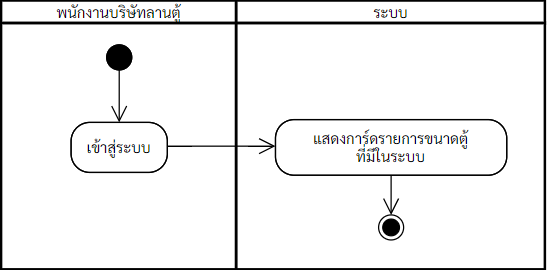 พนักงานบริษัทลานตู้
ระบบ
เข้าสู่ระบบ
แสดงการ์ดรายการขนาดตู้
ที่มีในระบบ